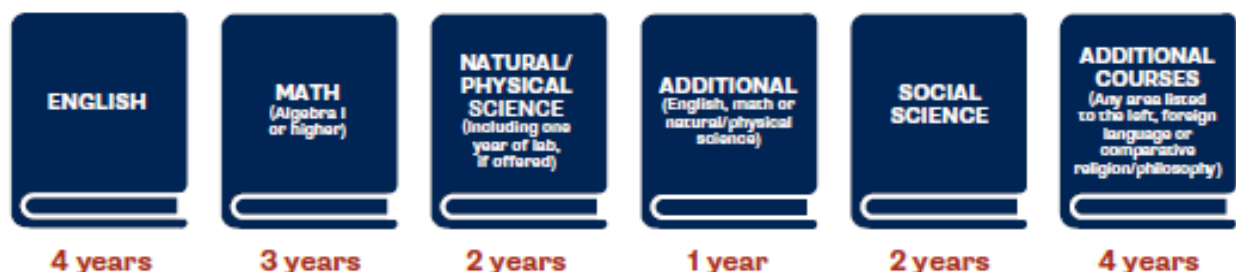 ENGLISH
4 years
MATH
(Algebra I
or higher)
3 years
NATURAL/
PHYSICAL
SCIENCE
(Including one
year of lab,
if offered)
2 years
ADDITIONAL
(English, math or
natural/physical
science)
1 year
SOCIAL
SCIENCE
2 years
ADDITIONAL
COURSES
(Any area listed
to the left, foreign
language or
comparative
religion/philosophy)
4 years